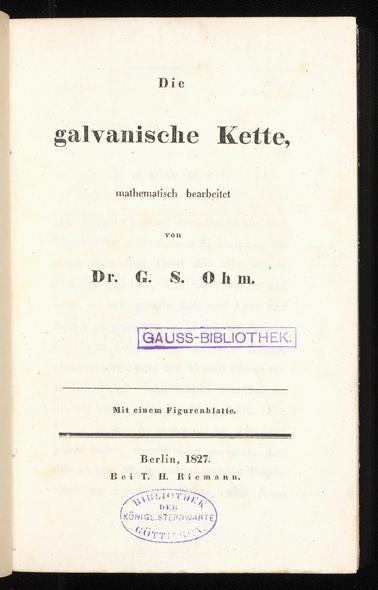 Die
galvanische Kette,
mathematisch bearbeitet
von
Dr. G. S. Ohm.
GAUSS-BIBLIOTHEK.
Mit einem Figurenblatte.
Berlin, 1827.
Bei T. H. Riemann.
BIBLIOTHEK
DER
KÖNIGL. STERNWARTE
GÖTTINGEN.